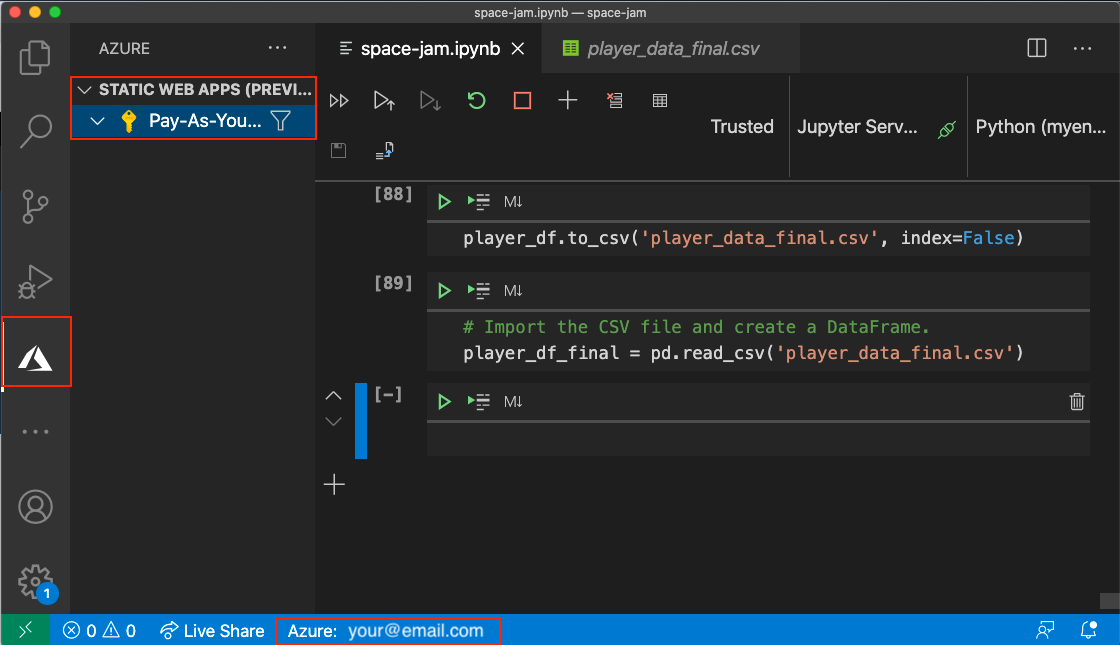 space-jam.ipynb — space-jam
AZURE
STATIC WEB APPS (PREVI...
Pay-As-You...
space-jam.ipynb
player_data_final.csv
Trusted
Jupyter Serv...
Python (myen...
[88]
M↓
player_df.to_csv('player_data_final.csv', index=False)
[89]
M↓
# Import the CSV file and create a DataFrame.
player_df_final = pd.read_csv('player_data_final.csv')
[-]
M↓
1
0 0 Live Share Azure: your@email.com